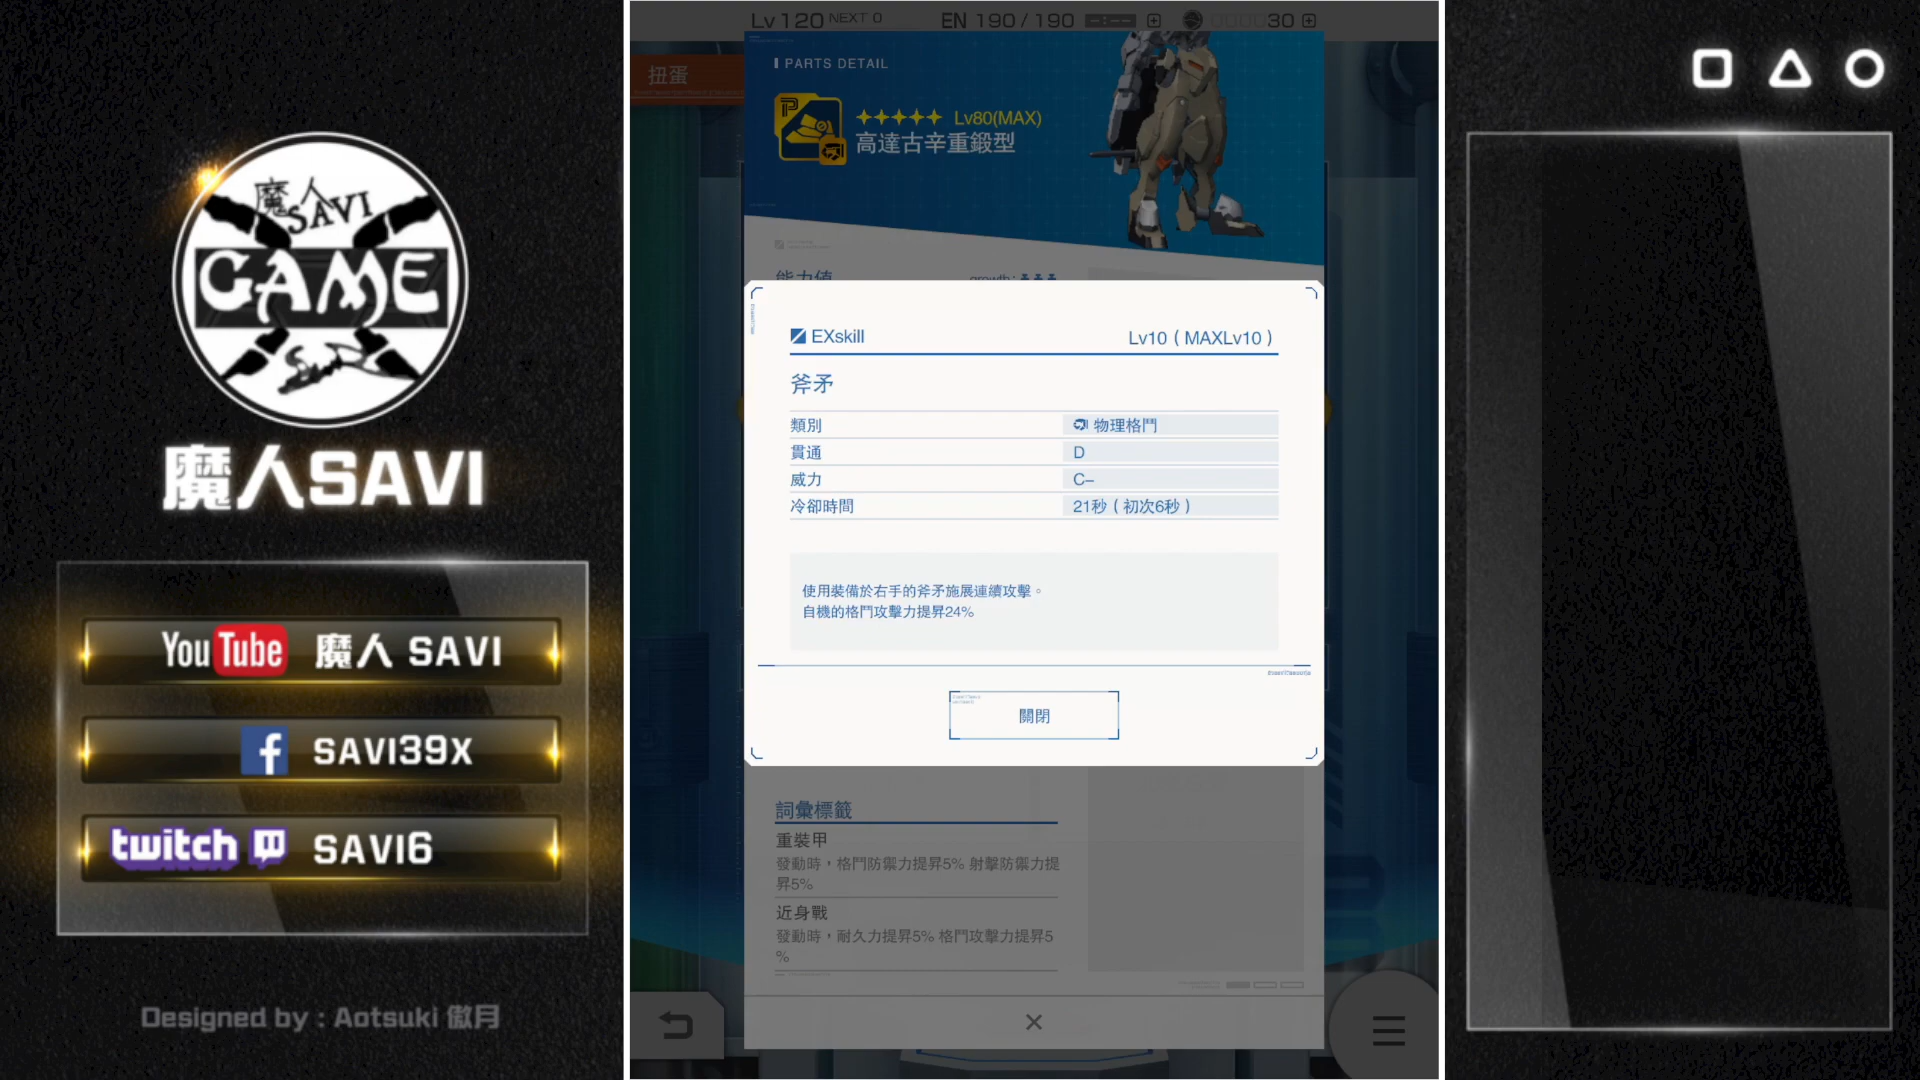 魔人
SAVI
GAME
魔人SAVI
YouTube 魔人 SAVI
SAVI39X
twitch SAVI6
Designed by : Aotsuki 傲月
Lv 120 NEXT 0 EN 190 / 190 30
扭蛋
PARTS DETAIL
Lv80(MAX)
高達古辛重鍛型
能力値 growth :
EXskill Lv10 ( MAXLv10 )
斧矛
類別 物理格鬥
貫通 D
威力 C–
冷卻時間 21秒 ( 初次6秒 )
使用裝備於右手的斧矛施展連續攻擊。
自機的格鬥攻擊力提昇24%
關閉
詞彙標籤
重裝甲
發動時，格鬥防禦力提昇5% 射擊防禦力提
昇5%
近身戰
發動時，耐久力提昇5% 格鬥攻擊力提昇5
%